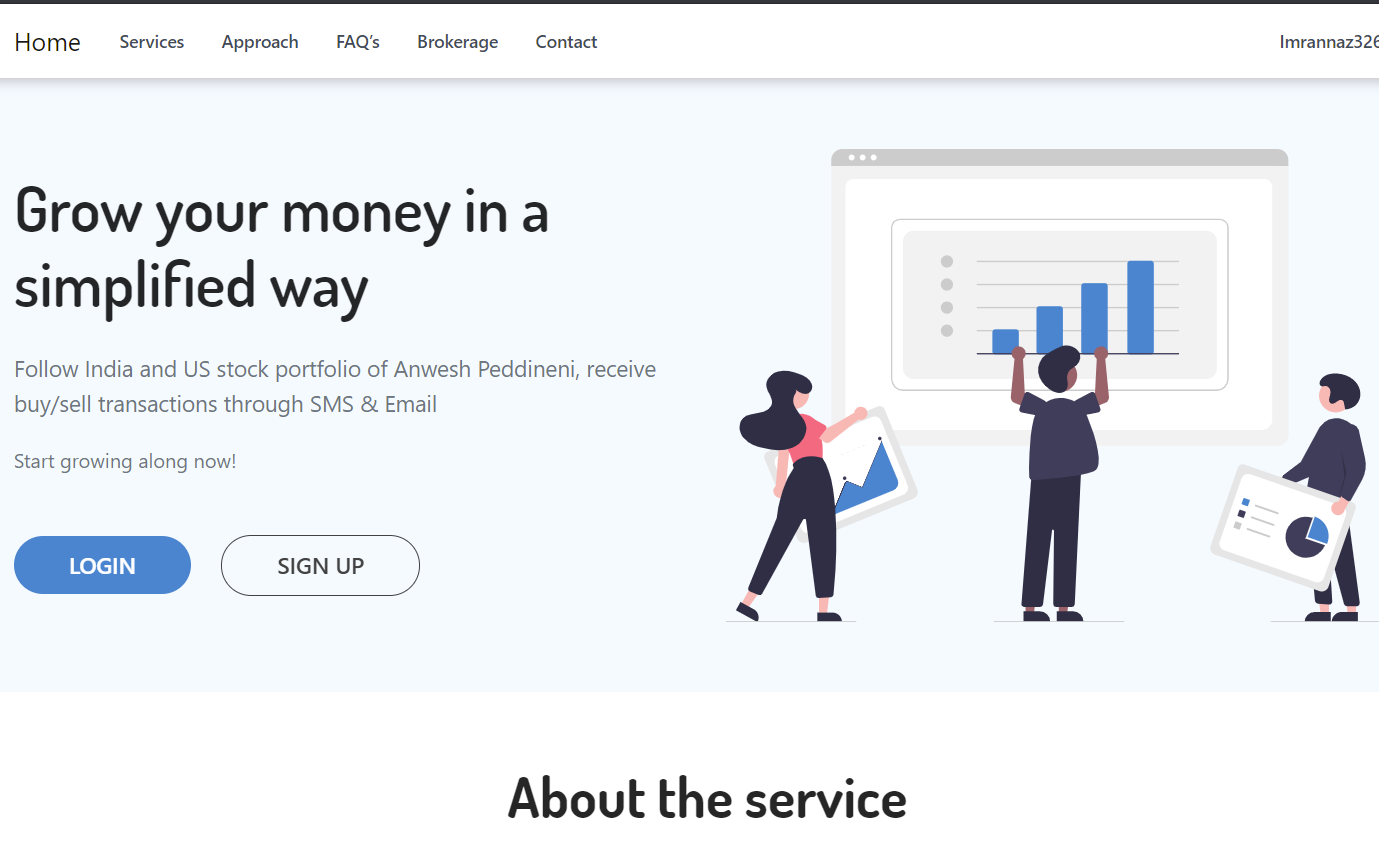 Home Services Approach FAQ’s Brokerage Contact Imrannaz326
Grow your money in a
simplified way
Follow India and US stock portfolio of Anwesh Peddineni, receive
buy/sell transactions through SMS & Email
Start growing along now!
LOGIN SIGN UP
About the service